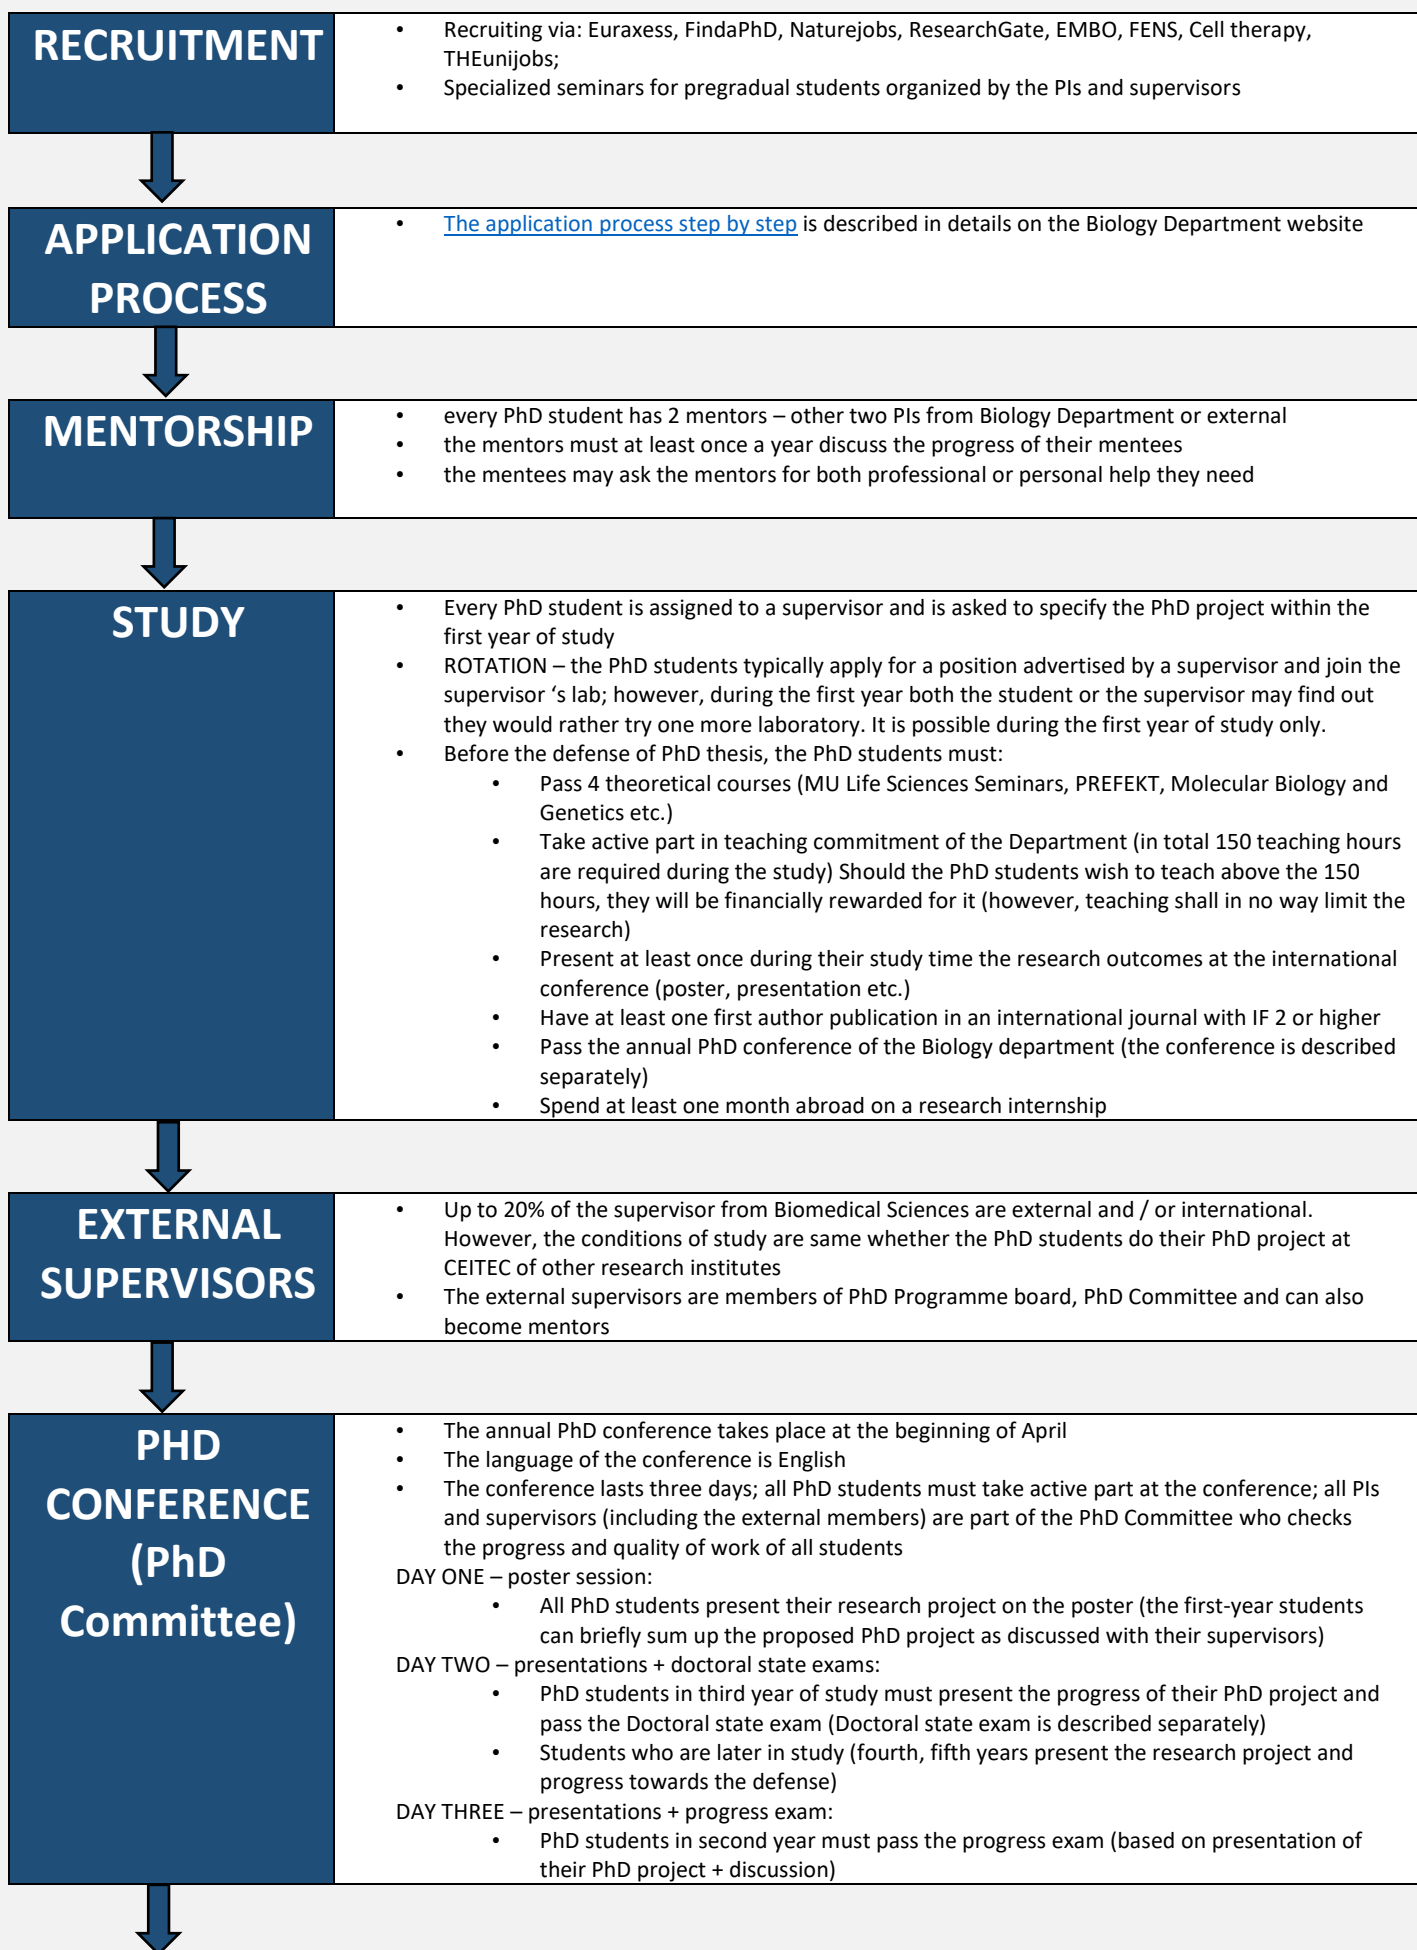 RECRUITMENT
• Recruiting via: Euraxess, FindaPhD, Naturejobs, ResearchGate, EMBO, FENS, Cell therapy,
THEunijobs;
• Specialized seminars for pregradual students organized by the PIs and supervisors
APPLICATION
PROCESS
• The application process step by step is described in details on the Biology Department website
MENTORSHIP
• every PhD student has 2 mentors – other two PIs from Biology Department or external
• the mentors must at least once a year discuss the progress of their mentees
• the mentees may ask the mentors for both professional or personal help they need
STUDY
• Every PhD student is assigned to a supervisor and is asked to specify the PhD project within the
first year of study
• ROTATION – the PhD students typically apply for a position advertised by a supervisor and join the
supervisor ‘s lab; however, during the first year both the student or the supervisor may find out
they would rather try one more laboratory. It is possible during the first year of study only.
• Before the defense of PhD thesis, the PhD students must:
• Pass 4 theoretical courses (MU Life Sciences Seminars, PREFEKT, Molecular Biology and
Genetics etc.)
• Take active part in teaching commitment of the Department (in total 150 teaching hours
are required during the study) Should the PhD students wish to teach above the 150
hours, they will be financially rewarded for it (however, teaching shall in no way limit the
research)
• Present at least once during their study time the research outcomes at the international
conference (poster, presentation etc.)
• Have at least one first author publication in an international journal with IF 2 or higher
• Pass the annual PhD conference of the Biology department (the conference is described
separately)
• Spend at least one month abroad on a research internship
EXTERNAL
SUPERVISORS
• Up to 20% of the supervisor from Biomedical Sciences are external and / or international.
However, the conditions of study are same whether the PhD students do their PhD project at
CEITEC of other research institutes
• The external supervisors are members of PhD Programme board, PhD Committee and can also
become mentors
PHD
CONFERENCE
(PhD
Committee)
• The annual PhD conference takes place at the beginning of April
• The language of the conference is English
• The conference lasts three days; all PhD students must take active part at the conference; all PIs
and supervisors (including the external members) are part of the PhD Committee who checks
the progress and quality of work of all students
DAY ONE – poster session:
• All PhD students present their research project on the poster (the first-year students
can briefly sum up the proposed PhD project as discussed with their supervisors)
DAY TWO – presentations + doctoral state exams:
• PhD students in third year of study must present the progress of their PhD project and
pass the Doctoral state exam (Doctoral state exam is described separately)
• Students who are later in study (fourth, fifth years present the research project and
progress towards the defense)
DAY THREE – presentations + progress exam:
• PhD students in second year must pass the progress exam (based on presentation of
their PhD project + discussion)